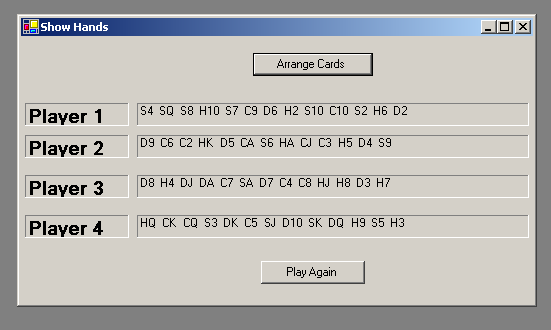 Show Hands
Arrange Cards
Player 1 S4 SQ S8 H10 S7 C9 D6 H2 S10 C10 S2 H6 D2
Player 2 D9 C6 C2 HK D5 CA S6 HA CJ C3 H5 D4 S9
Player 3 D8 H4 DJ DA C7 SA D7 C4 C8 HJ H8 D3 H7
Player 4 HQ CK CQ S3 DK C5 SJ D10 SK DQ H9 S5 H3
Play Again